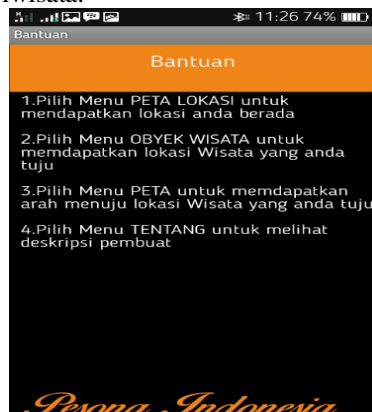 11:26 74%
Bantuan
Bantuan
1.Pilih Menu PETA LOKASI untuk
mendapatkan lokasi anda berada
2.Pilih Menu OBYEK WISATA untuk
memdapatkan lokasi Wisata yang anda
tuju
3.Pilih Menu PETA untuk memdapatkan
arah menuju lokasi Wisata yang anda tuju
4.Pilih Menu TENTANG untuk melihat
deskripsi pembuat
Pesona Indonesia